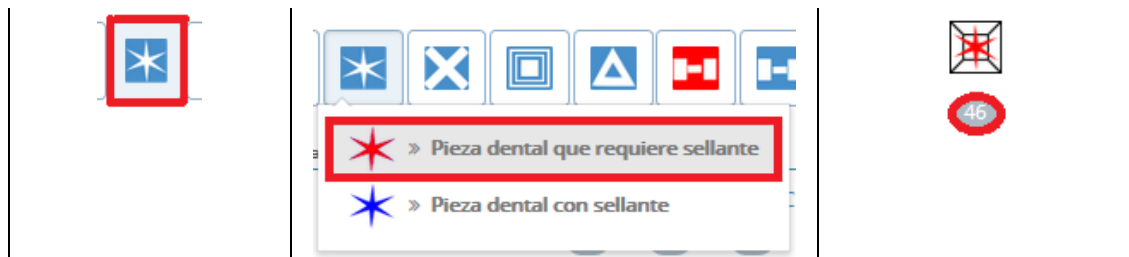 46
» Pieza dental que requiere sellante
» Pieza dental con sellante